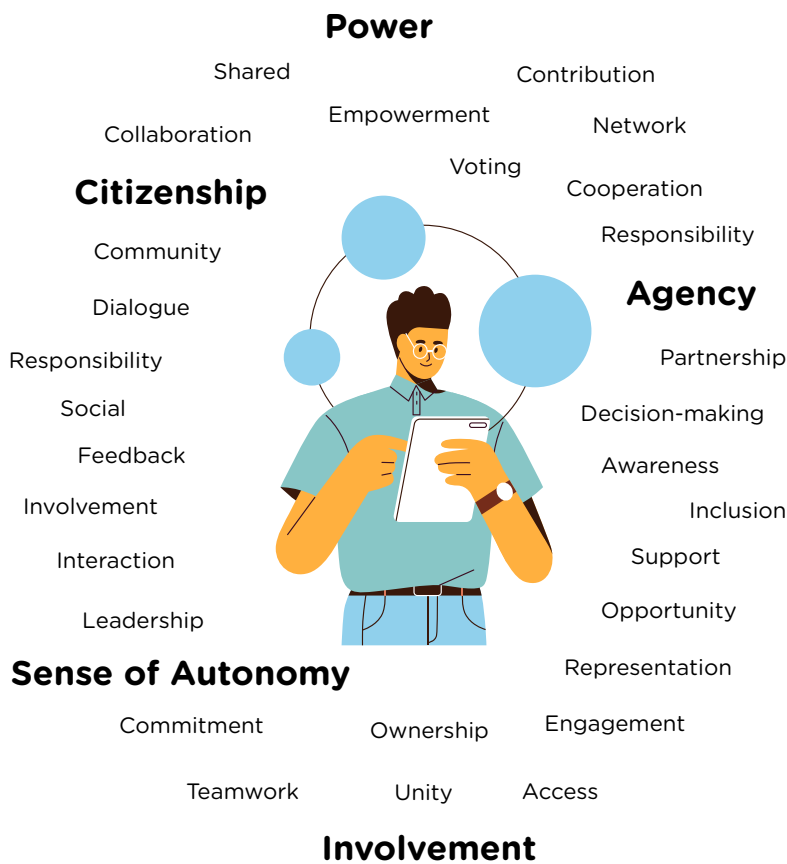 Power
Shared
Contribution
Empowerment
Network
Collaboration
Voting
Cooperation
Citizenship
Responsibility
Community
Agency
Dialogue
Partnership
Responsibility
Social
Decision-making
Feedback
Awareness
Involvement
Inclusion
Interaction
Support
Opportunity
Leadership
Representation
Sense of Autonomy
Commitment
Engagement
Ownership
Teamwork
Unity
Access
Involvement